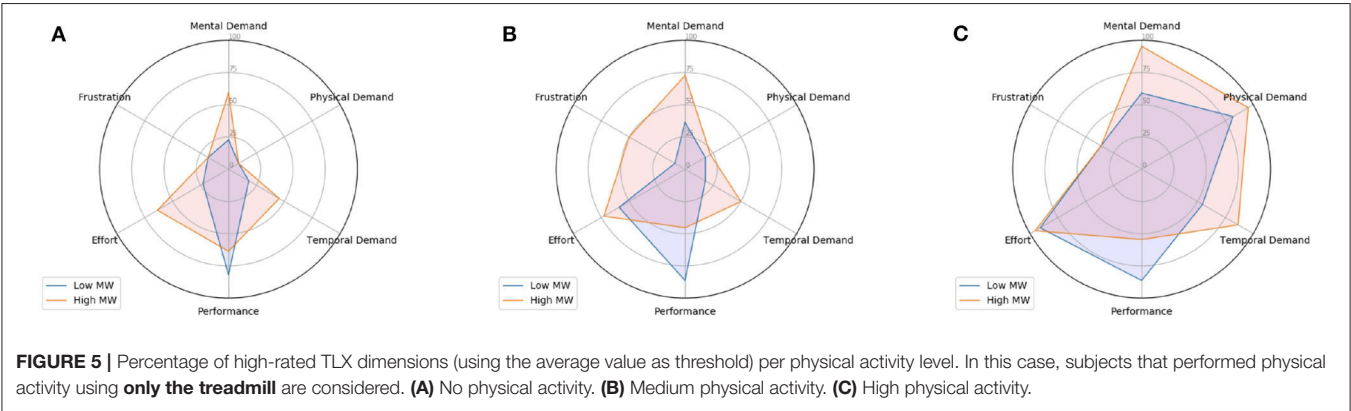 A
Mental Demand
100
75
50
25
0
Frustration
Physical Demand
Effort
Temporal Demand
Performance
Low MW
High MW
B
Mental Demand
100
75
50
25
0
Frustration
Physical Demand
Effort
Temporal Demand
Performance
Low MW
High MW
C
Mental Demand
100
75
50
25
0
Frustration
Physical Demand
Effort
Temporal Demand
Performance
Low MW
High MW
FIGURE 5 | Percentage of high-rated TLX dimensions (using the average value as threshold) per physical activity level. In this case, subjects that performed physical
activity using only the treadmill are considered. (A) No physical activity. (B) Medium physical activity. (C) High physical activity.